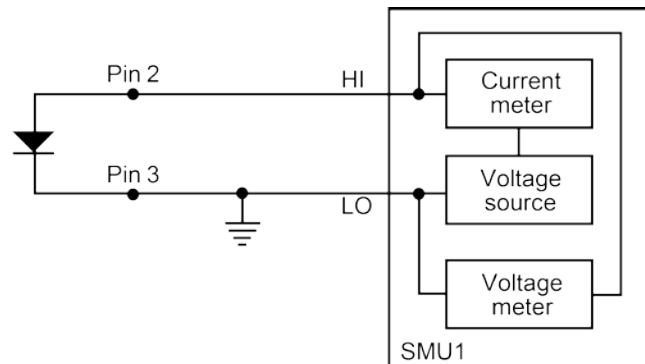 Pin 2
HI
Current
meter
Pin 3
LO
Voltage
source
Voltage
meter
SMU1